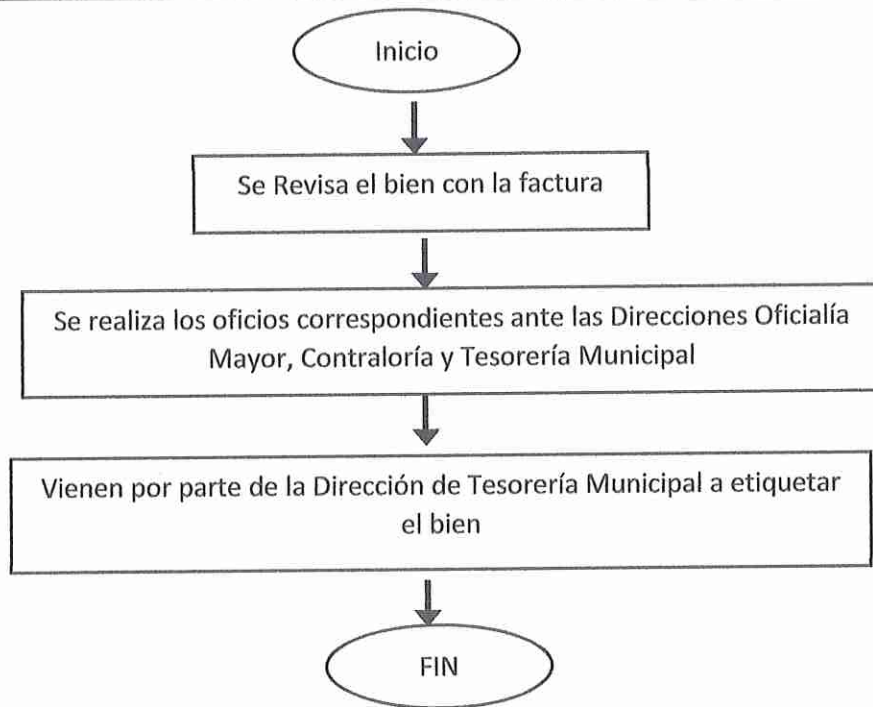 Inicio
Se Revisa el bien con la factura
Se realiza los oficios correspondientes ante las Direcciones Oficialía
Mayor, Contraloría y Tesorería Municipal
Vienen por parte de la Dirección de Tesorería Municipal a etiquetar
el bien
FIN